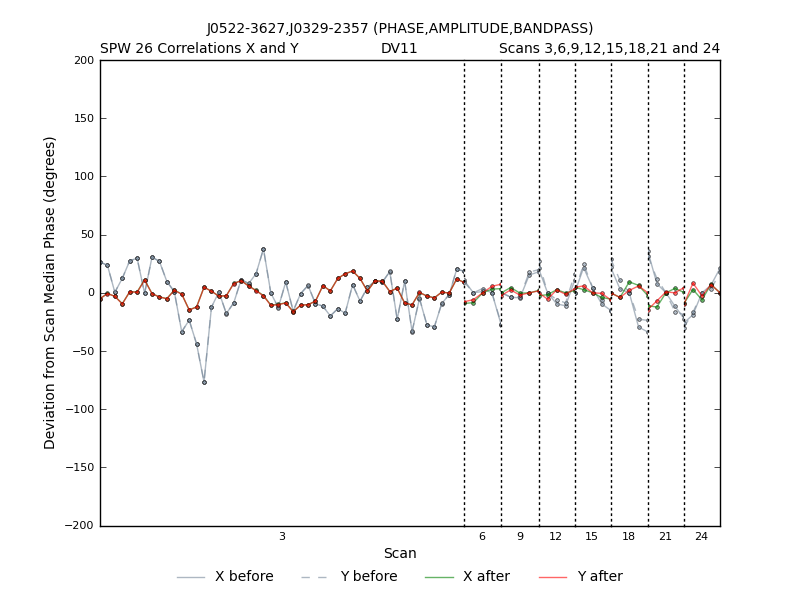 J0522-3627,J0329-2357 (PHASE,AMPLITUDE,BANDPASS)
SPW 26 Correlations X and Y DV11 Scans 3,6,9,12,15,18,21 and 24
200
150
100
50
0
−50
−100
−150
−200
Deviation from Scan Median Phase (degrees)
3 6 9 12 15 18 21 24
Scan
X before Y before X after Y after